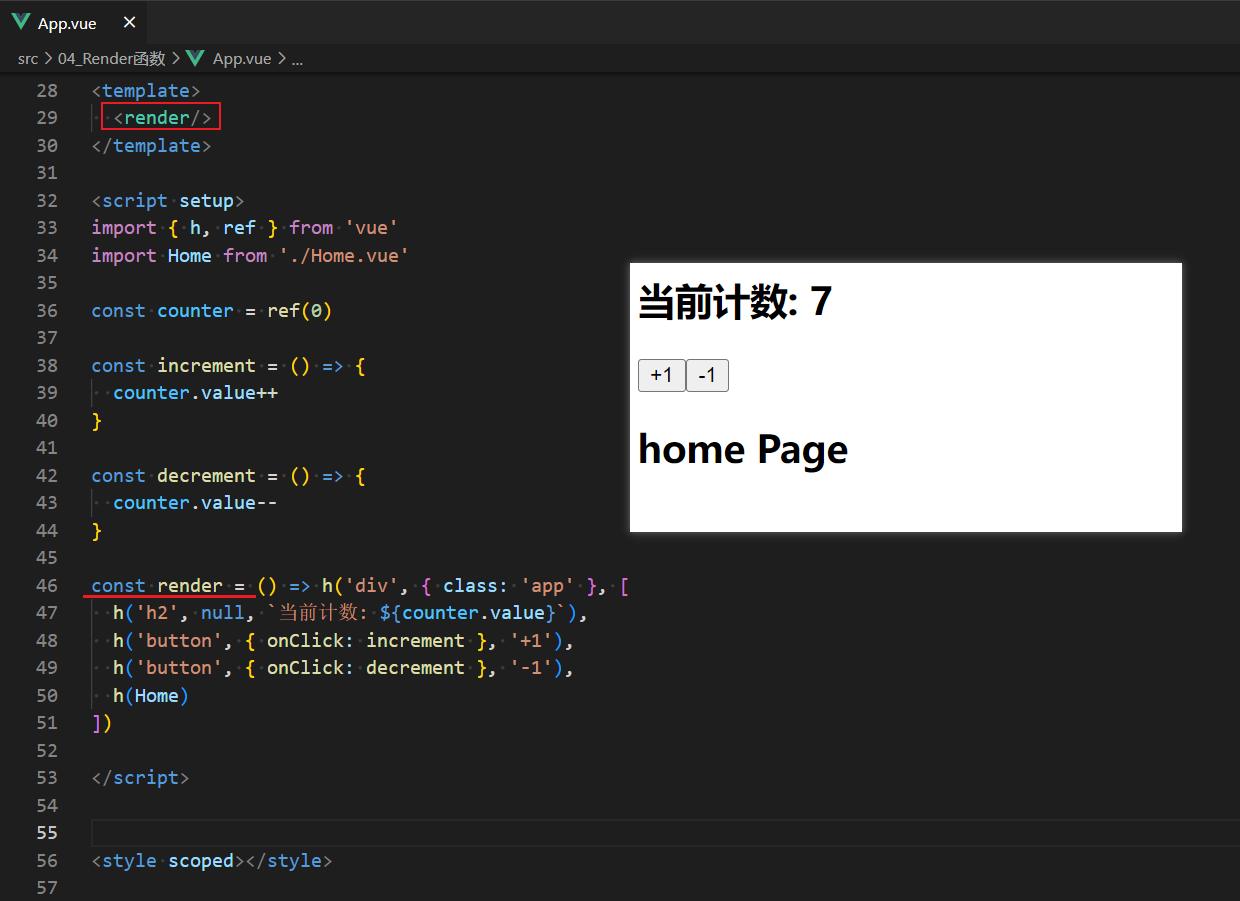 App.vue ×
src > 04_Render函数 > App.vue > ...
28 <template>
29 <render/>
30 </template>
31
32 <script setup>
33 import { h, ref } from 'vue'
34 import Home from './Home.vue'
35
36 const counter = ref(0)
37
38 const increment = () => {
39 counter.value++
40 }
41
42 const decrement = () => {
43 counter.value--
44 }
45
46 const render = () => h('div', { class: 'app' }, [
47 h('h2', null, `当前计数: ${counter.value}`),
48 h('button', { onClick: increment }, '+1'),
49 h('button', { onClick: decrement }, '-1'),
50 h(Home)
51 ])
52
53 </script>
54
55
56 <style scoped></style>
57
当前计数: 7
+1 -1
home Page